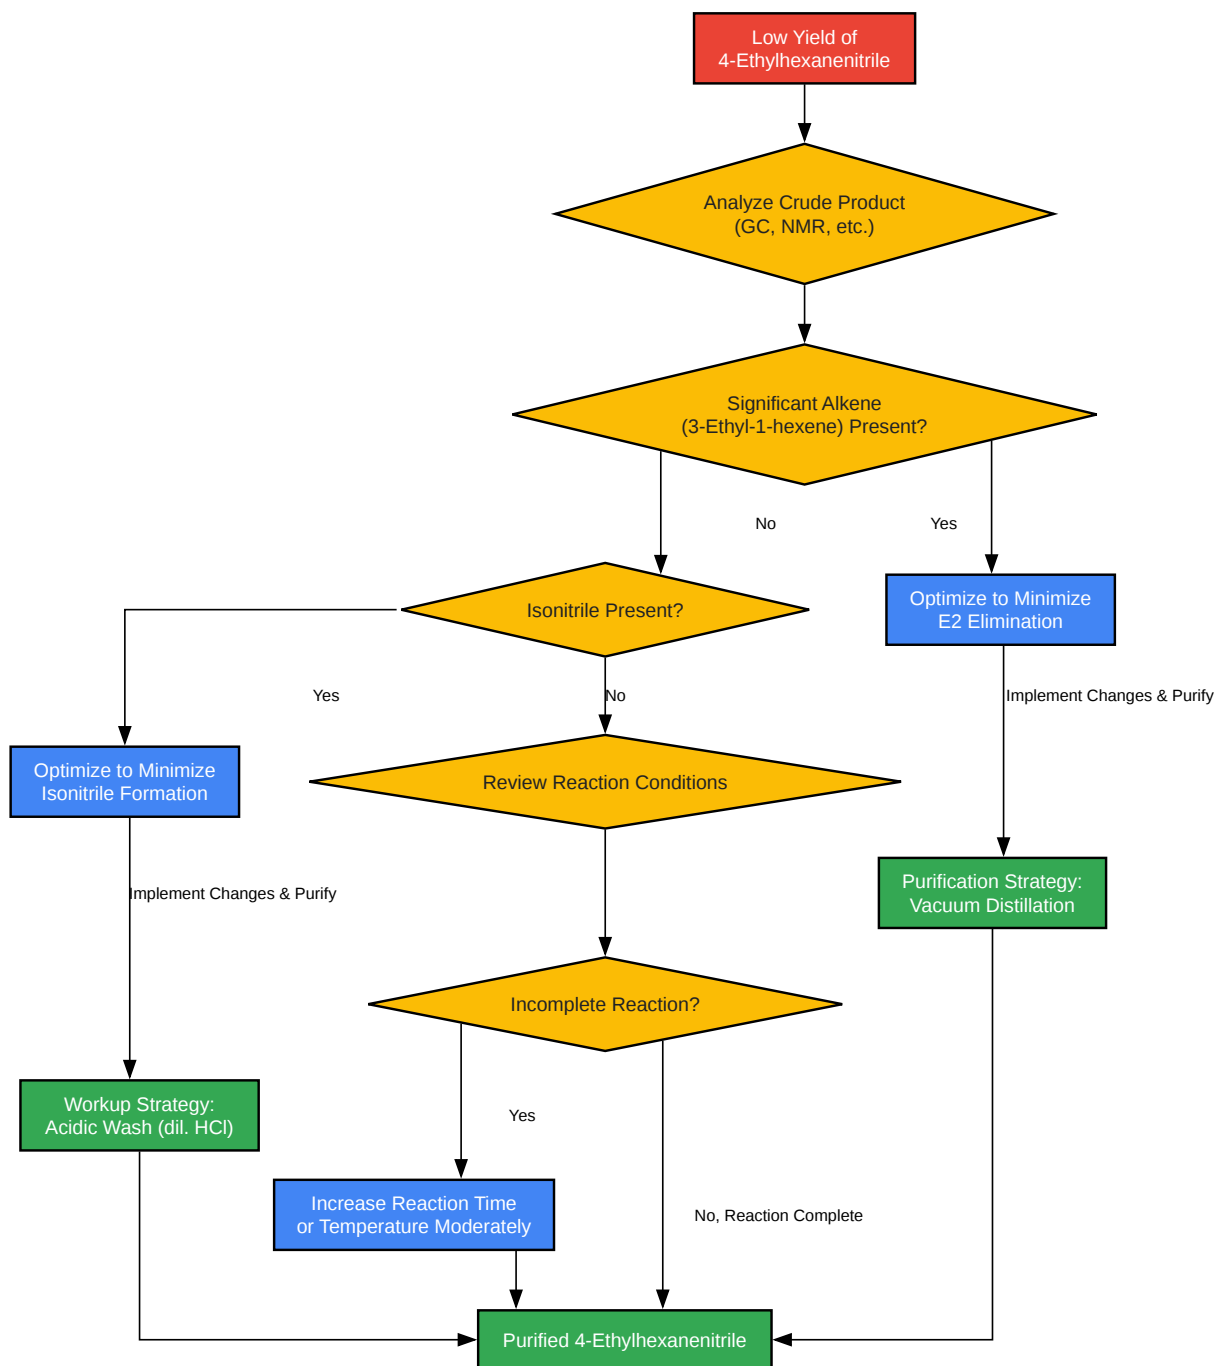 Low Yield of
4-Ethylhexanenitrile
Analyze Crude Product
(GC, NMR, etc.)
Significant Alkene
(3-Ethyl-1-hexene) Present?
No
Yes
Isonitrile Present?
Optimize to Minimize
E2 Elimination
Yes
No
Implement Changes & Purify
Optimize to Minimize
Isonitrile Formation
Review Reaction Conditions
Implement Changes & Purify
Purification Strategy:
Vacuum Distillation
Incomplete Reaction?
Workup Strategy:
Acidic Wash (dil. HCl)
Yes
Increase Reaction Time
or Temperature Moderately
No, Reaction Complete
Purified 4-Ethylhexanenitrile